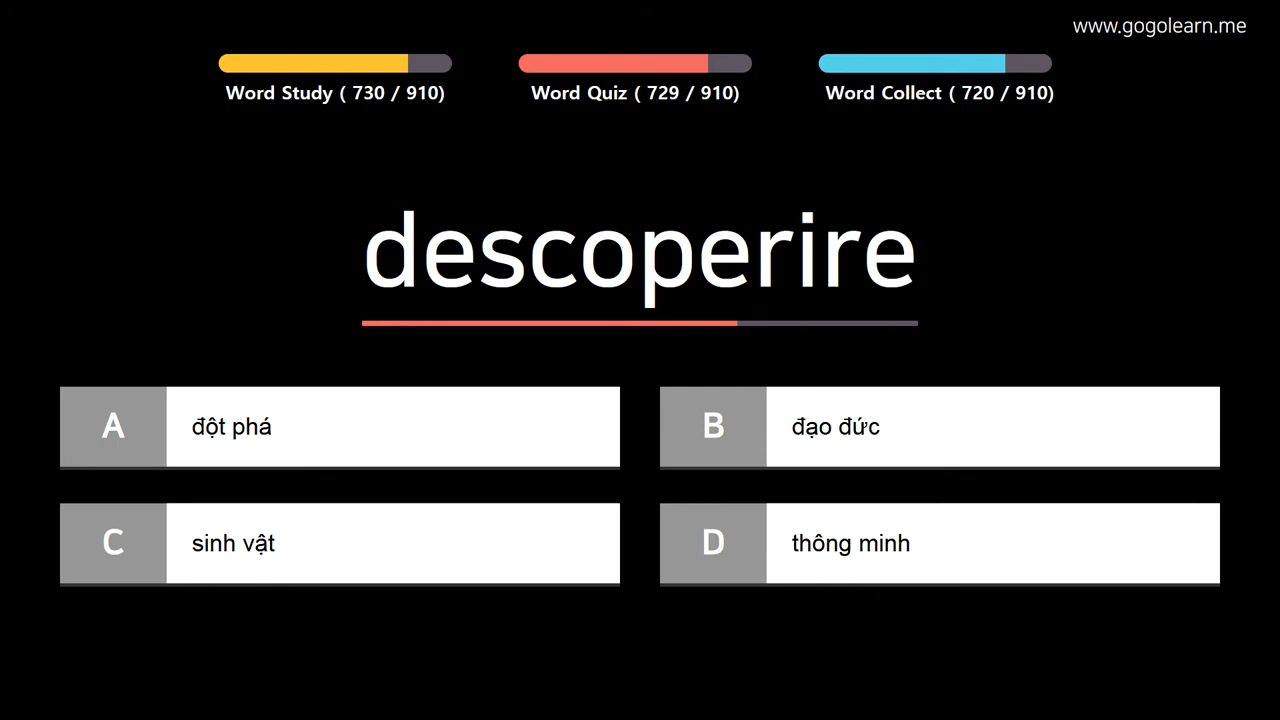 www.gogolearn.me
Word Study ( 730 / 910)
Word Quiz ( 729 / 910)
Word Collect ( 720 / 910)
descoperire
A đột phá
B đạo đức
C sinh vật
D thông minh